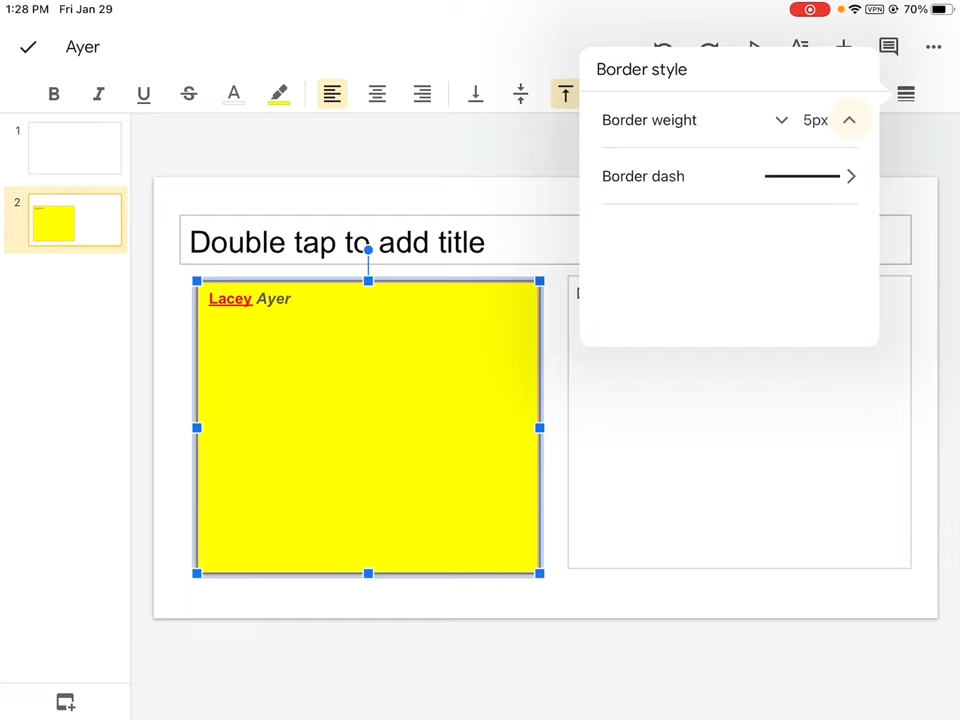 1:28 PM Fri Jan 29
VPN
70%
Ayer
B I U S A
Border style
Border weight
5px
Border dash
1
2
Double tap to add title
Lacey Ayer